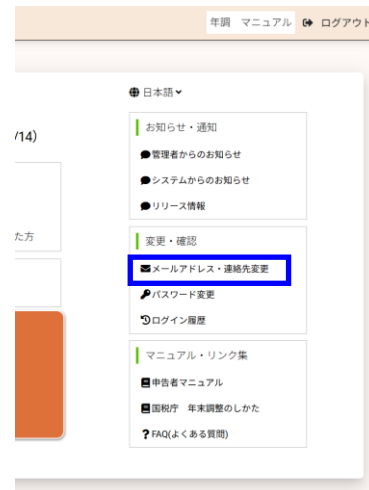 年調 マニュアル ログアウト
日本語
/14)
お知らせ・通知
管理者からのお知らせ
システムからのお知らせ
リリース情報
た方
変更・確認
メールアドレス・連絡先変更
パスワード変更
ログイン履歴
マニュアル・リンク集
申告者マニュアル
国税庁 年末調整のしかた
FAQ(よくある質問)